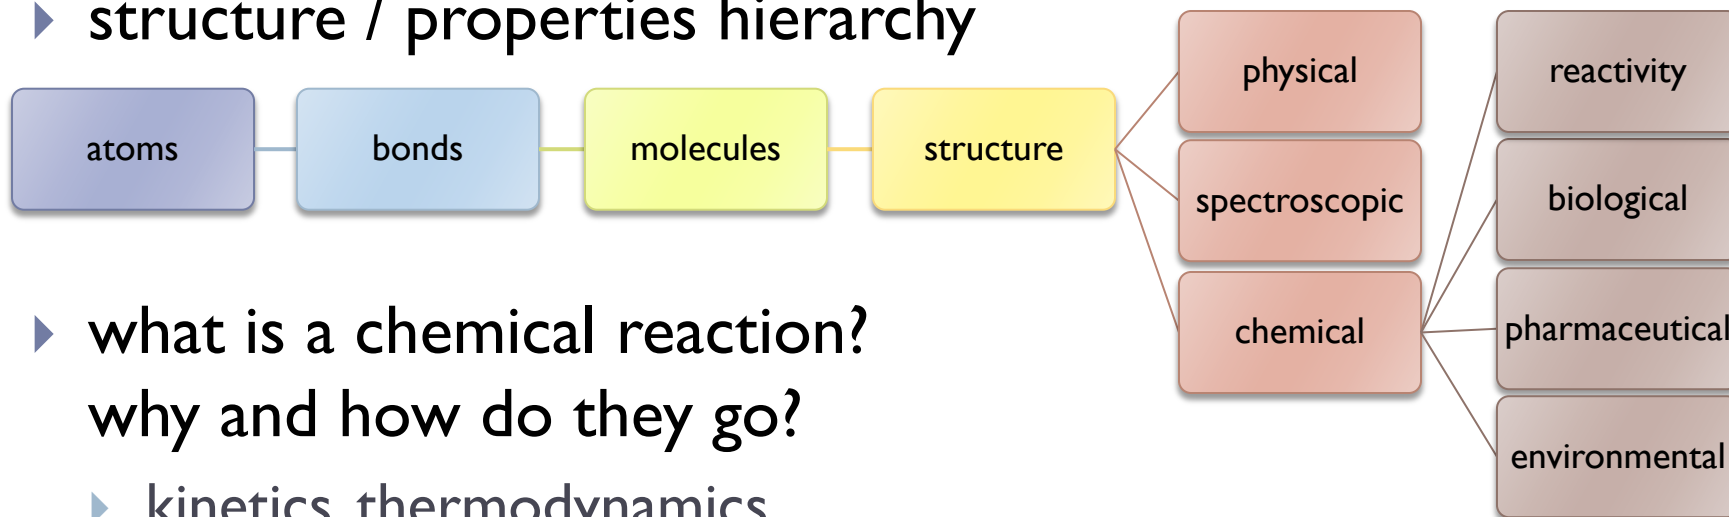 structure / properties hierarchy
atoms
bonds
molecules
structure
physical
spectroscopic
chemical
reactivity
biological
pharmaceutical
environmental
what is a chemical reaction?
why and how do they go?
kinetics thermodynamics